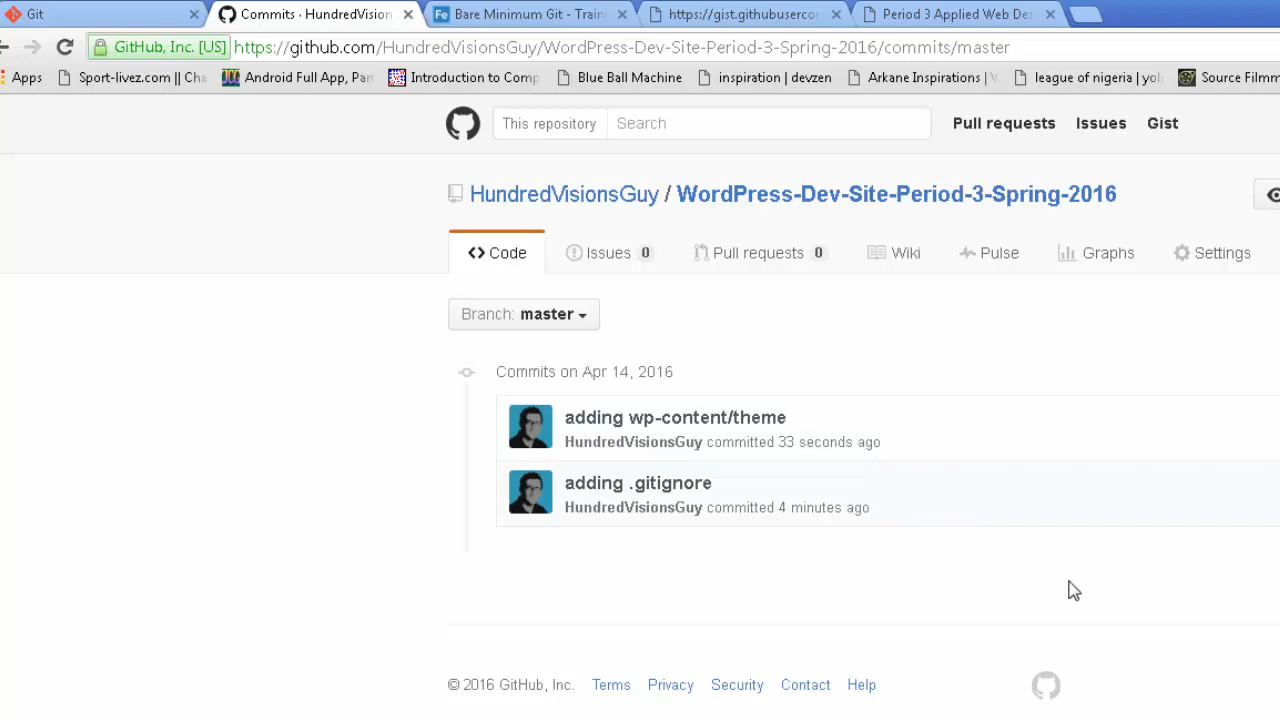 Git
Commits · HundredVision
Bare Minimum Git - Train
https://gist.githubusercor
Period 3 Applied Web Des
GitHub, Inc. [US] https://github.com/HundredVisionsGuy/WordPress-Dev-Site-Period-3-Spring-2016/commits/master
Apps Sport-livez.com || Cha Android Full App, Par Introduction to Comp Blue Ball Machine inspiration | devzen Arkane Inpirations | V league of nigeria | yol Source Filmm
This repository Search Pull requests Issues Gist
HundredVisionsGuy / WordPress-Dev-Site-Period-3-Spring-2016
Code Issues 0 Pull requests 0 Wiki Pulse Graphs Settings
Branch: master
Commits on Apr 14, 2016
adding wp-content/theme
HundredVisionsGuy committed 33 seconds ago
adding .gitignore
HundredVisionsGuy committed 4 minutes ago
© 2016 GitHub, Inc. Terms Privacy Security Contact Help